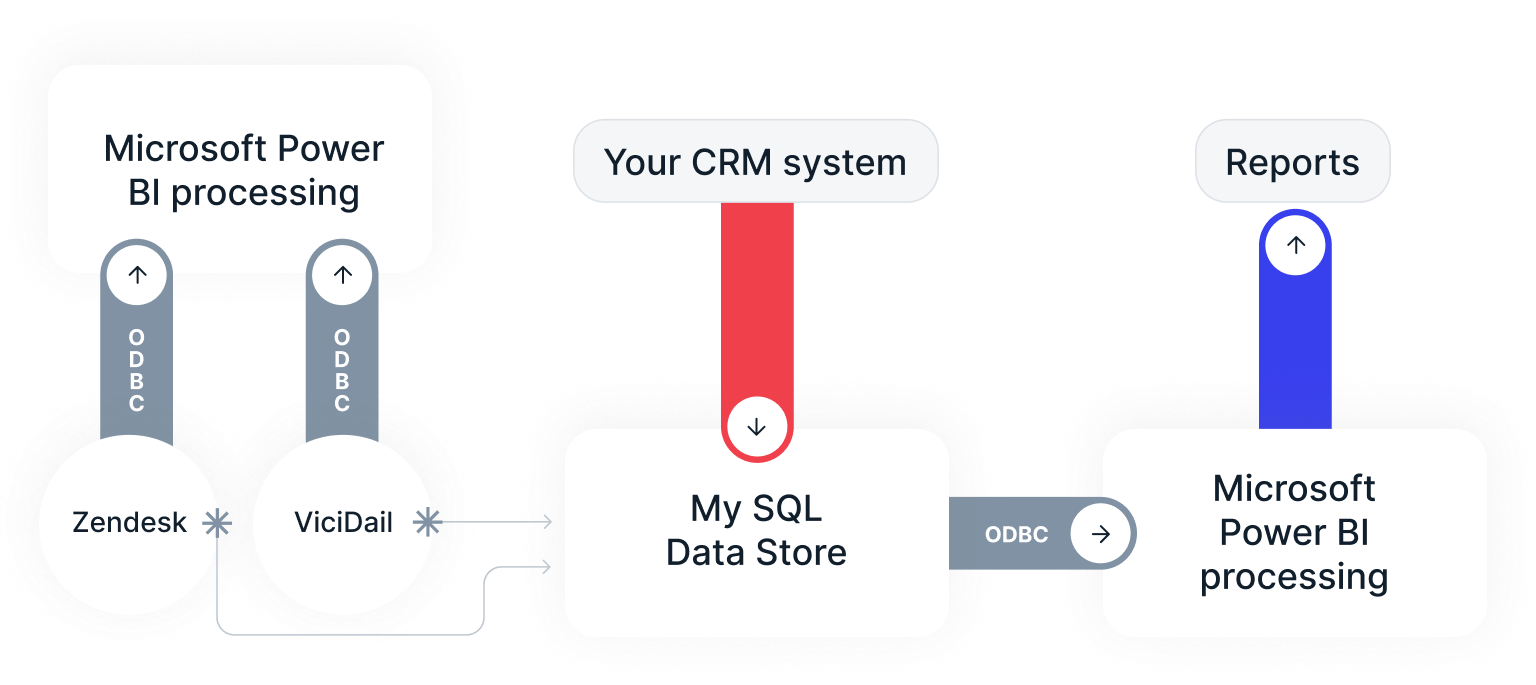 Microsoft Power
BI processing
ODBC
ODBC
Zendesk
ViciDail
Your CRM system
My SQL
Data Store
ODBC
Reports
Microsoft
Power BI
processing